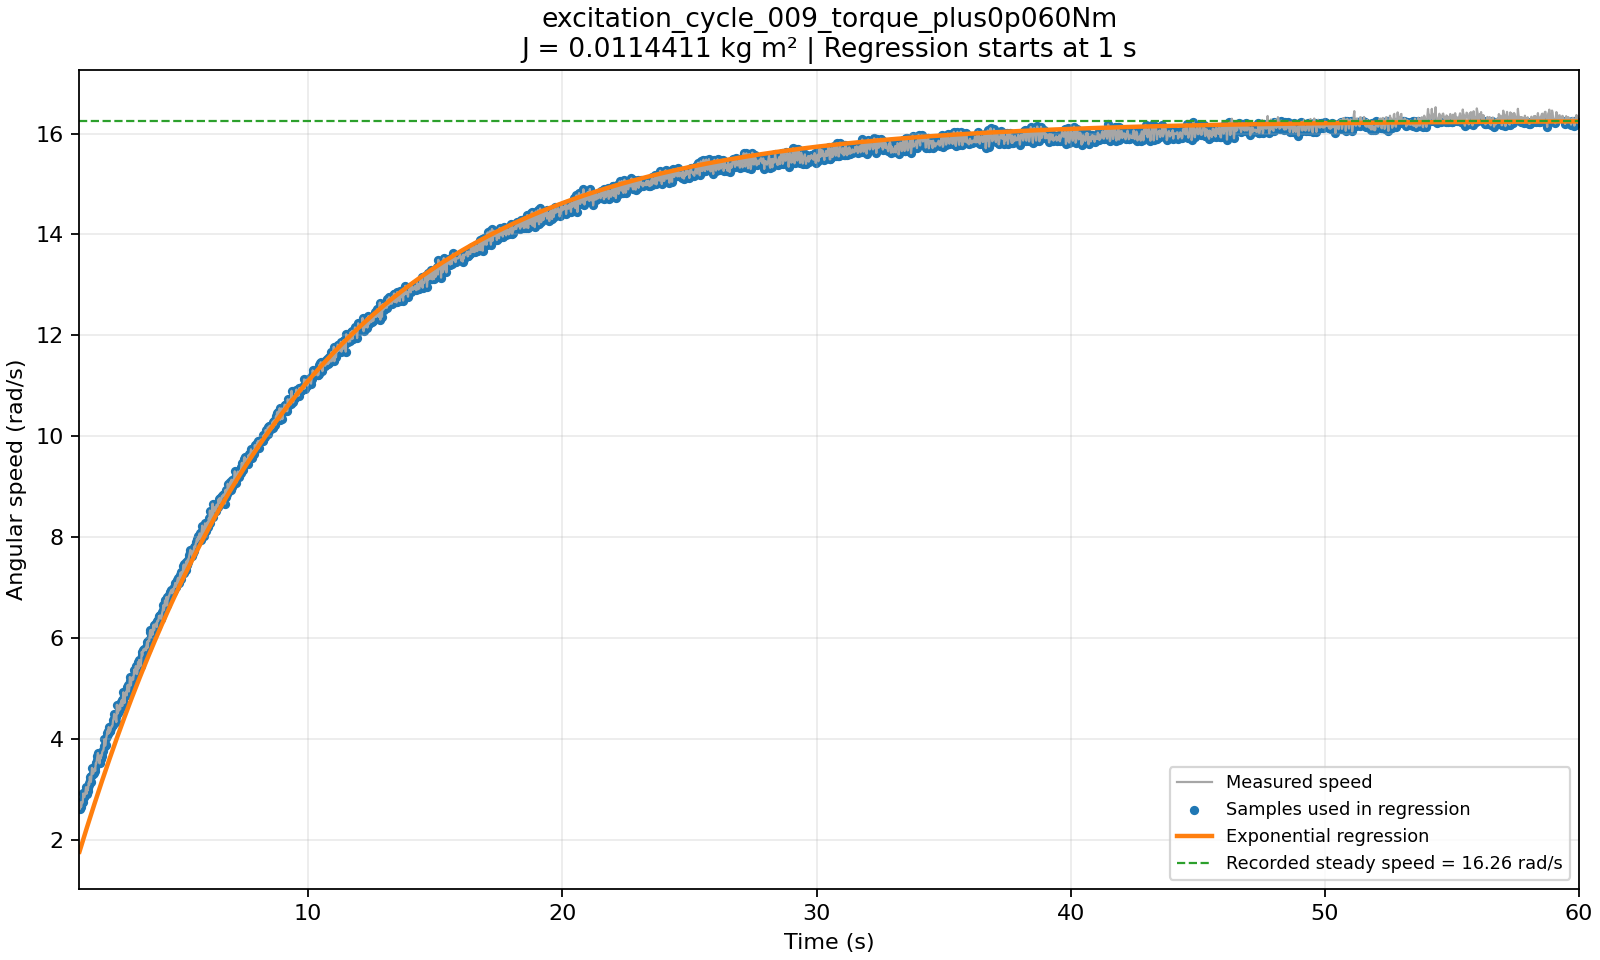 excitation_cycle_009_torque_plus0p060Nm
J = 0.0114411 kg m² | Regression starts at 1 s
Angular speed (rad/s)
16
14
12
10
8
6
4
2
Measured speed
Samples used in regression
Exponential regression
Recorded steady speed = 16.26 rad/s
10 20 30 40 50 60
Time (s)